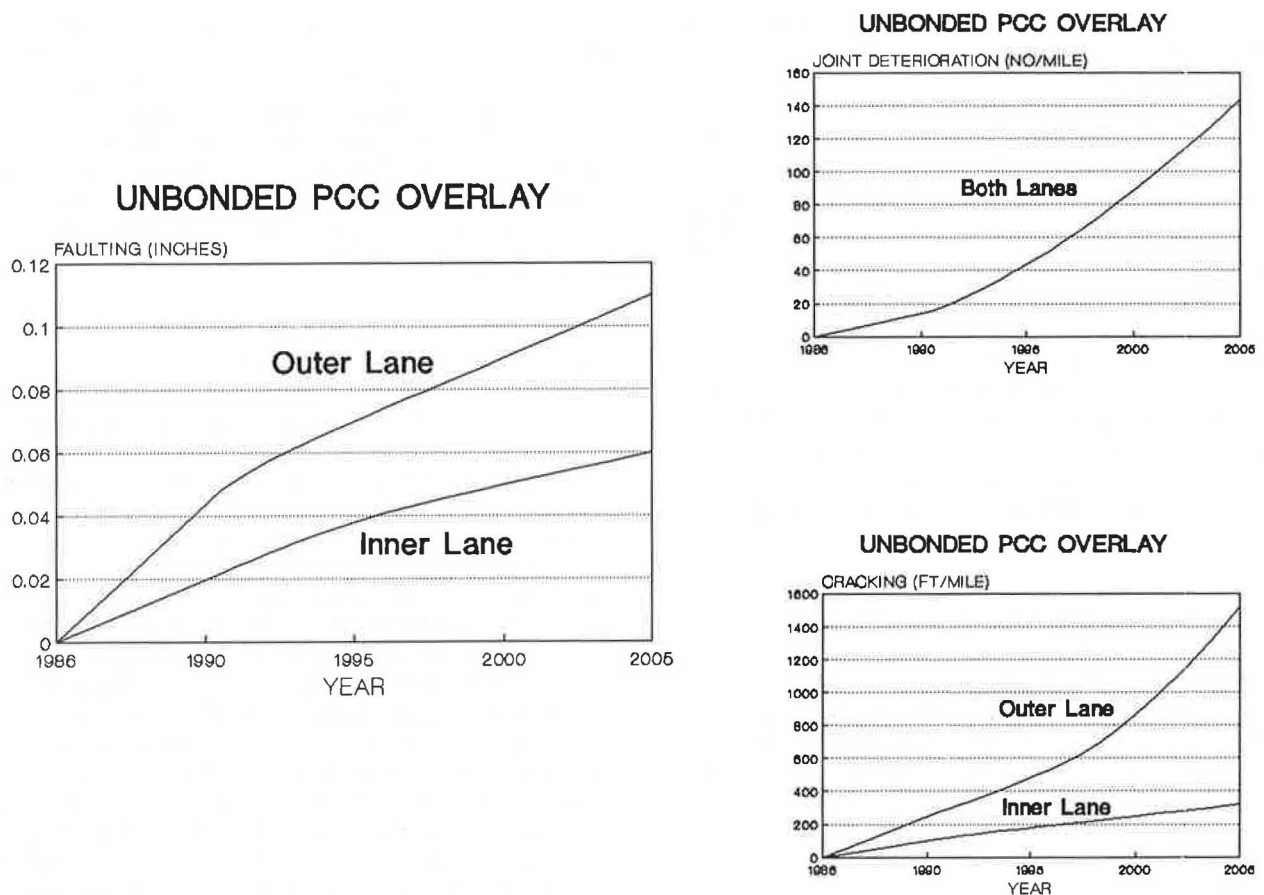 UNBONDED PCC OVERLAY
FAULTING (INCHES)
0.12
0.1
0.08
0.06
0.04
0.02
0
Outer Lane
Inner Lane
1986
1990
1995
2000
2005
YEAR
UNBONDED PCC OVERLAY
JOINT DETERIORATION (NO/MILE)
160
140
120
100
80
60
40
20
0
Both Lanes
1986
1990
1995
2000
2005
YEAR
UNBONDED PCC OVERLAY
CRACKING (FT/MILE)
1600
1400
1200
1000
800
600
400
200
0
Outer Lane
Inner Lane
1986
1990
1995
2000
2005
YEAR